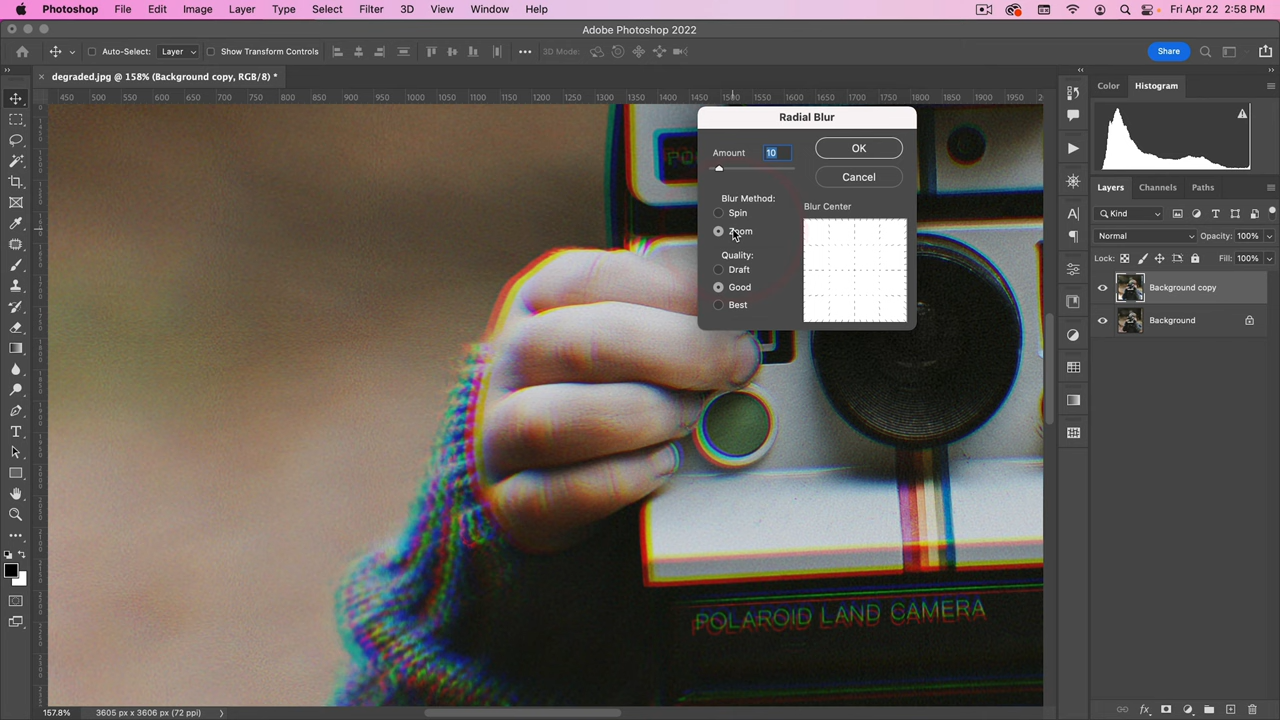 Photoshop File Edit Image Layer Type Select Filter 3D View Window Help Fri Apr 22 2:58 PM
Adobe Photoshop 2022
Auto-Select: Layer Show Transform Controls 3D Mode: Share
degraded.jpg @ 158% (Background copy, RGB/8) *
450 500 550 600 650 700 750 800 850 900 950 1000 1050 1100 1150 1200 1250 1300 1350 1400 1450 1500 1550 1600 1650 1700 1750 1800 1850 1900 1950
Color Histogram
Radial Blur
Amount 10 OK
Cancel
Blur Method:
Spin
Zoom
Quality:
Draft
Good
Best
Blur Center
Layers Channels Paths
Kind
Normal Opacity: 100%
Lock: Fill: 100%
Background copy
Background
POLAROID LAND CAMERA
157.8% 3605 px x 3606 px (72 ppi)